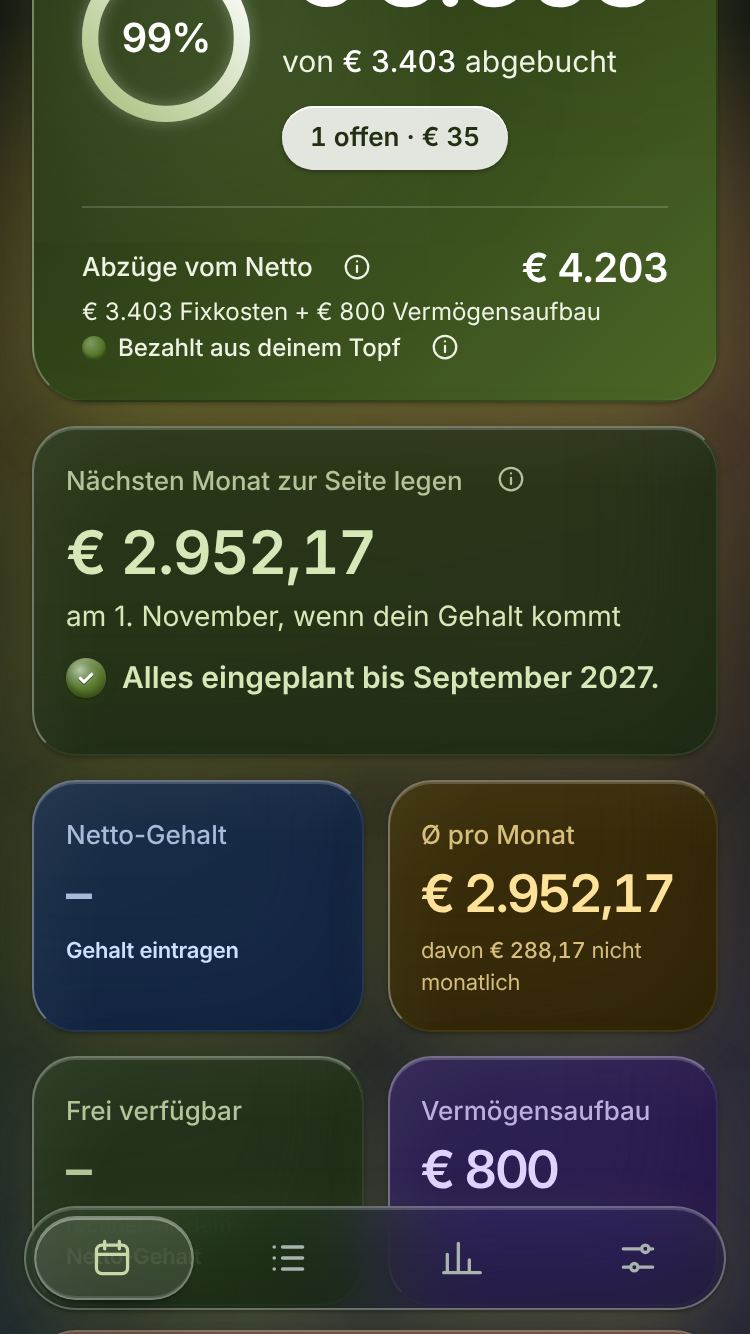 99%
von € 3.403 abgebucht
1 offen · € 35
Abzüge vom Netto
€ 4.203
€ 3.403 Fixkosten + € 800 Vermögensaufbau
Bezahlt aus deinem Topf
Nächsten Monat zur Seite legen
€ 2.952,17
am 1. November, wenn dein Gehalt kommt
Alles eingeplant bis September 2027.
Netto-Gehalt
–
Gehalt eintragen
Ø pro Monat
€ 2.952,17
davon € 288,17 nicht
monatlich
Frei verfügbar
–
Netto-Gehalt
Vermögensaufbau
€ 800